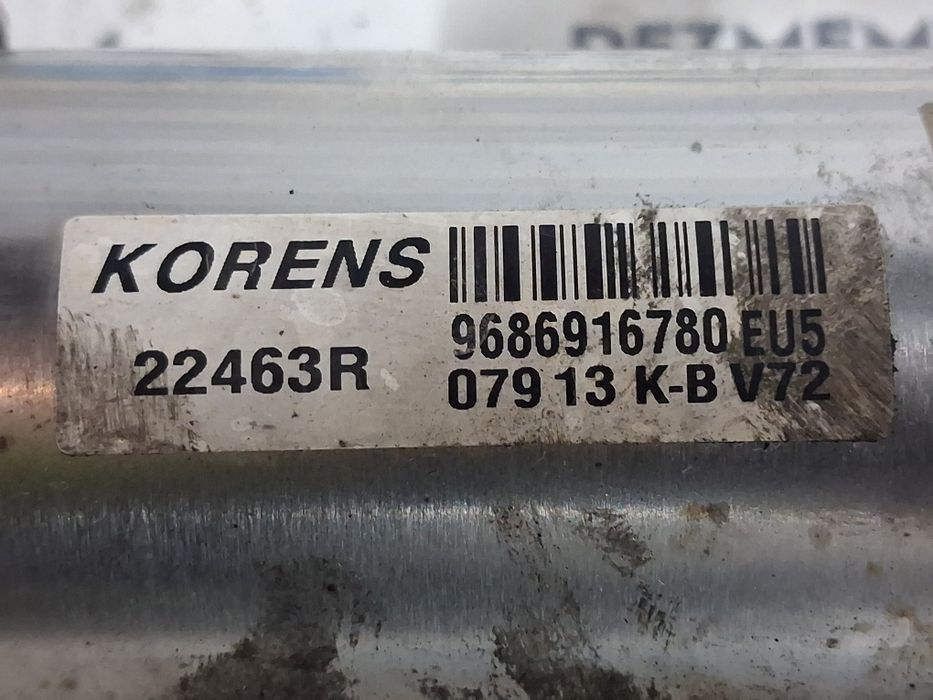 KORENS
22463R
9686916780 EU5
079 13 K-B V72